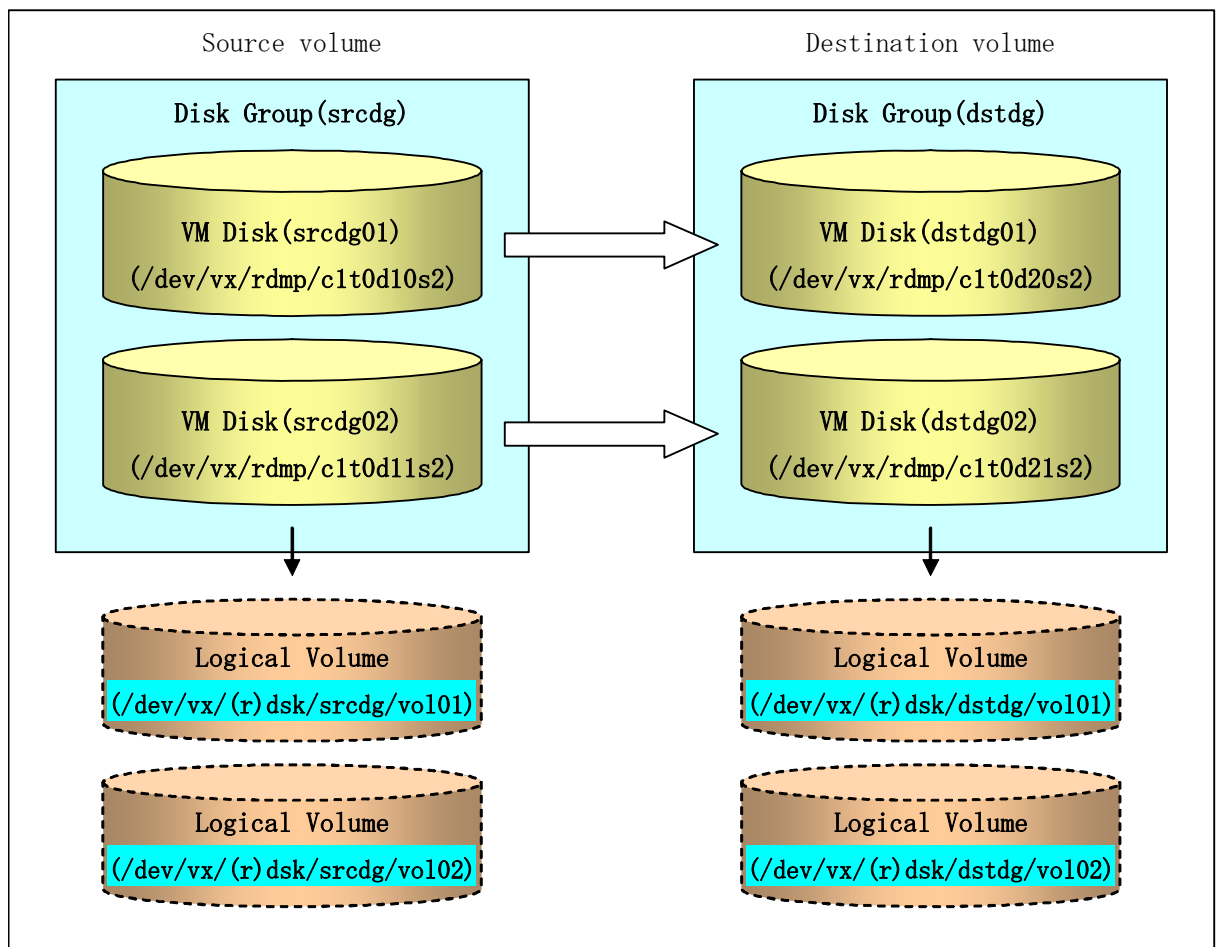 Source volume
Destination volume
Disk Group(srcdg)
VM Disk(srcdg01)
(/dev/vx/rdmp/c1t0d10s2)
VM Disk(srcdg02)
(/dev/vx/rdmp/c1t0d11s2)
Disk Group(dstdg)
VM Disk(dstdg01)
(/dev/vx/rdmp/c1t0d20s2)
VM Disk(dstdg02)
(/dev/vx/rdmp/c1t0d21s2)
Logical Volume
(/dev/vx/(r)dsk/srcdg/vol01)
Logical Volume
(/dev/vx/(r)dsk/srcdg/vol02)
Logical Volume
(/dev/vx/(r)dsk/dstdg/vol01)
Logical Volume
(/dev/vx/(r)dsk/dstdg/vol02)